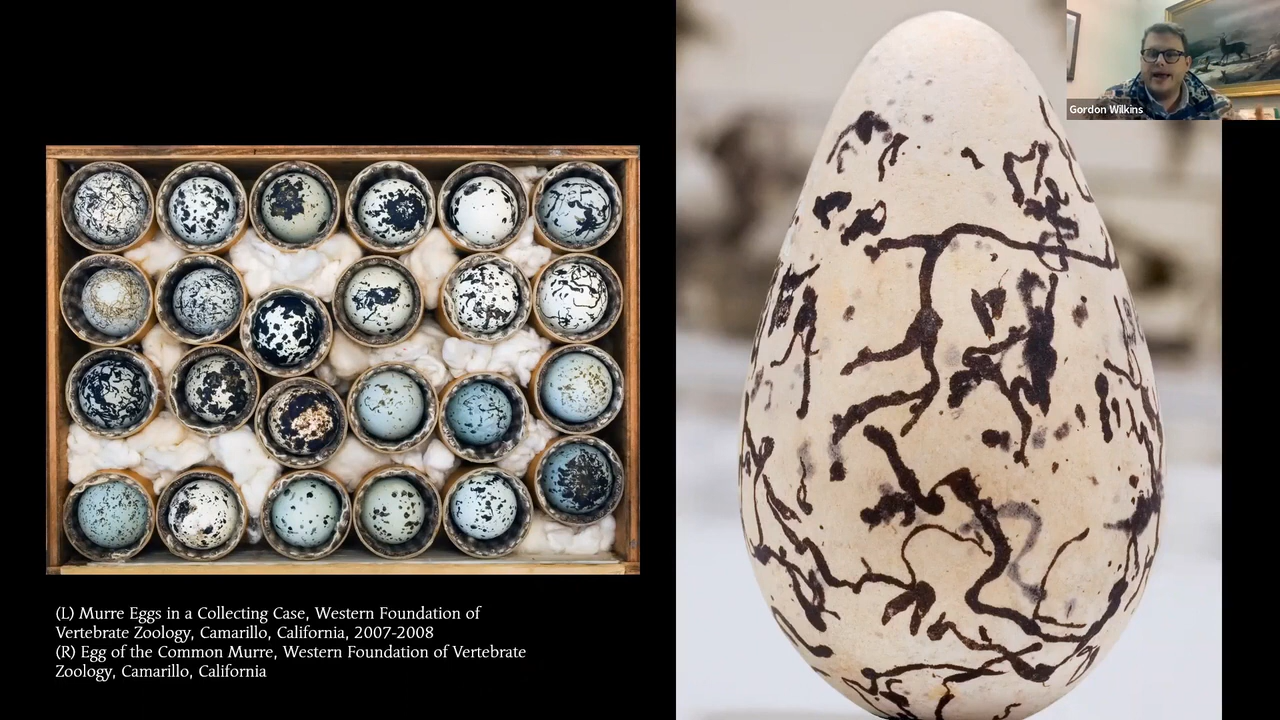 Gordon Wilkins
(L) Murre Eggs in a Collecting Case, Western Foundation of
Vertebrate Zoology, Camarillo, California, 2007-2008
(R) Egg of the Common Murre, Western Foundation of Vertebrate
Zoology, Camarillo, California